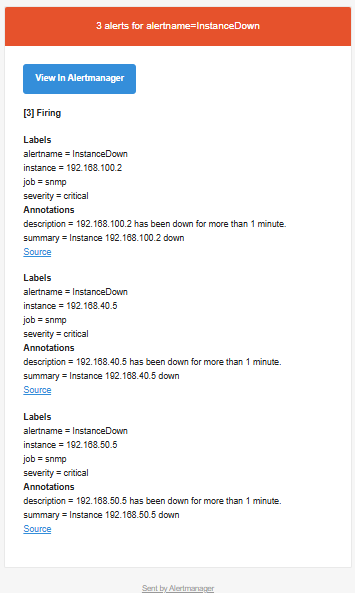 3 alerts for alertname=InstanceDown
View In Alertmanager
[3] Firing
Labels
alertname = InstanceDown
instance = 192.168.100.2
job = snmp
severity = critical
Annotations
description = 192.168.100.2 has been down for more than 1 minute.
summary = Instance 192.168.100.2 down
Source
Labels
alertname = InstanceDown
instance = 192.168.40.5
job = snmp
severity = critical
Annotations
description = 192.168.40.5 has been down for more than 1 minute.
summary = Instance 192.168.40.5 down
Source
Labels
alertname = InstanceDown
instance = 192.168.50.5
job = snmp
severity = critical
Annotations
description = 192.168.50.5 has been down for more than 1 minute.
summary = Instance 192.168.50.5 down
Source
Sent by Alertmanager